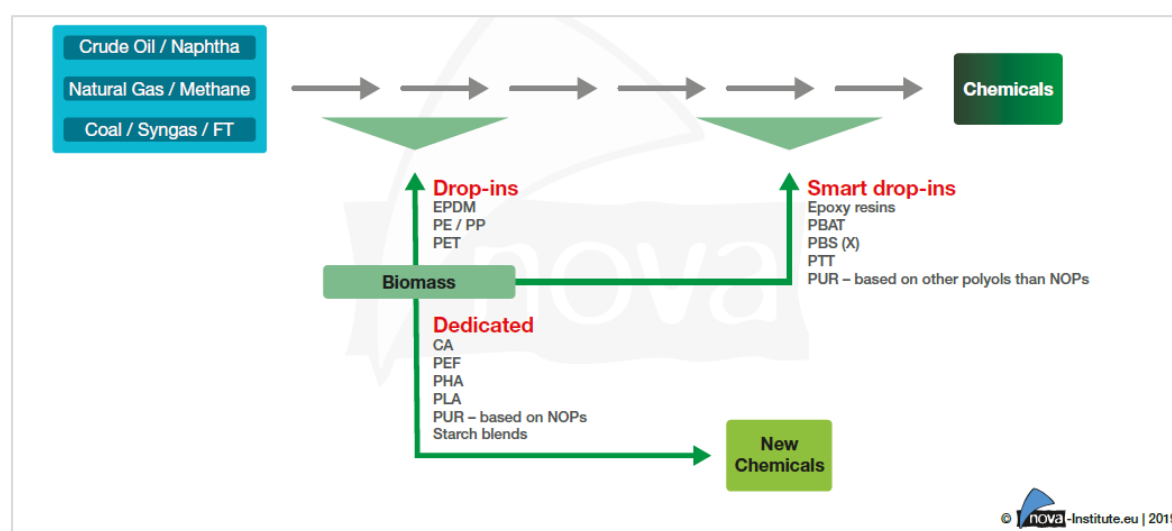 Crude Oil / Naphtha
Natural Gas / Methane
Coal / Syngas / FT
Chemicals
Drop-ins
EPDM
PE / PP
PET
Smart drop-ins
Epoxy resins
PBAT
PBS (X)
PTT
PUR – based on other polyols than NOPs
Biomass
nova
Dedicated
CA
PEF
PHA
PLA
PUR – based on NOPs
Starch blends
New
Chemicals
© nova-Institute.eu | 2019